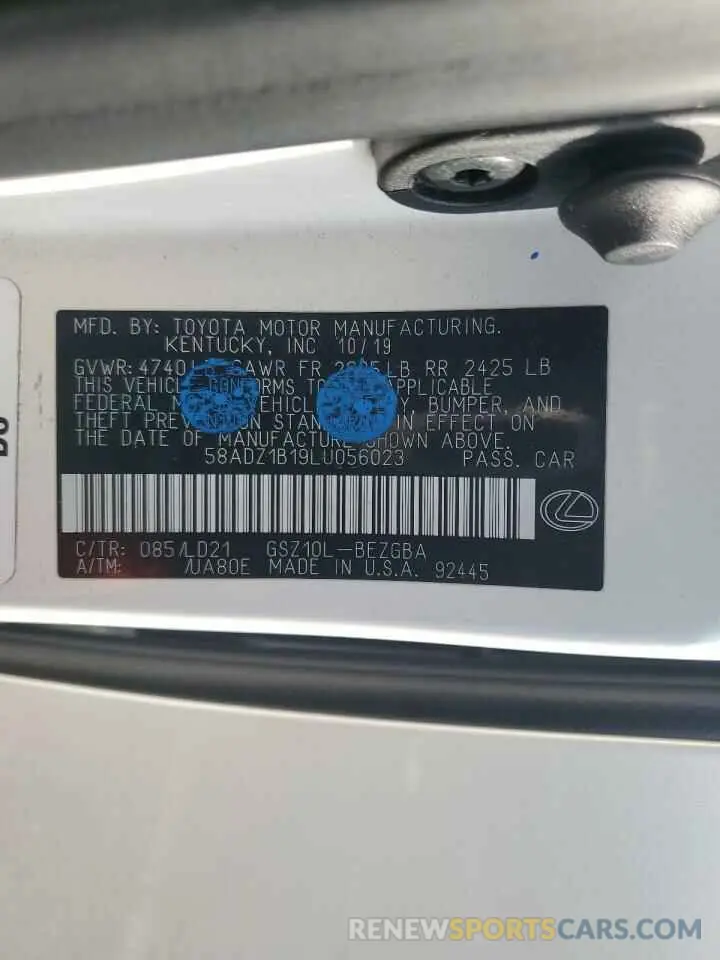 MFD. BY: TOYOTA MOTOR MANUFACTURING.
KENTUCKY, INC 10/19
GVWR: 4740 LB GAWR FR LB RR 2425 LB
THIS VEHICLE CONFORMS TO APPLICABLE
FEDERAL VEHICLE BUMPER, AND
THEFT PREVENTION STANDARDS IN EFFECT ON
THE DATE OF MANUFACTURE SHOWN ABOVE.
58ADZ1B19LU056023 PASS. CAR
C/TR: 085/LD21 GSZ10L-BEZGBA
A/TM: /UA80E MADE IN U.S.A. 92445
RENEWSPORTSCARS.COM